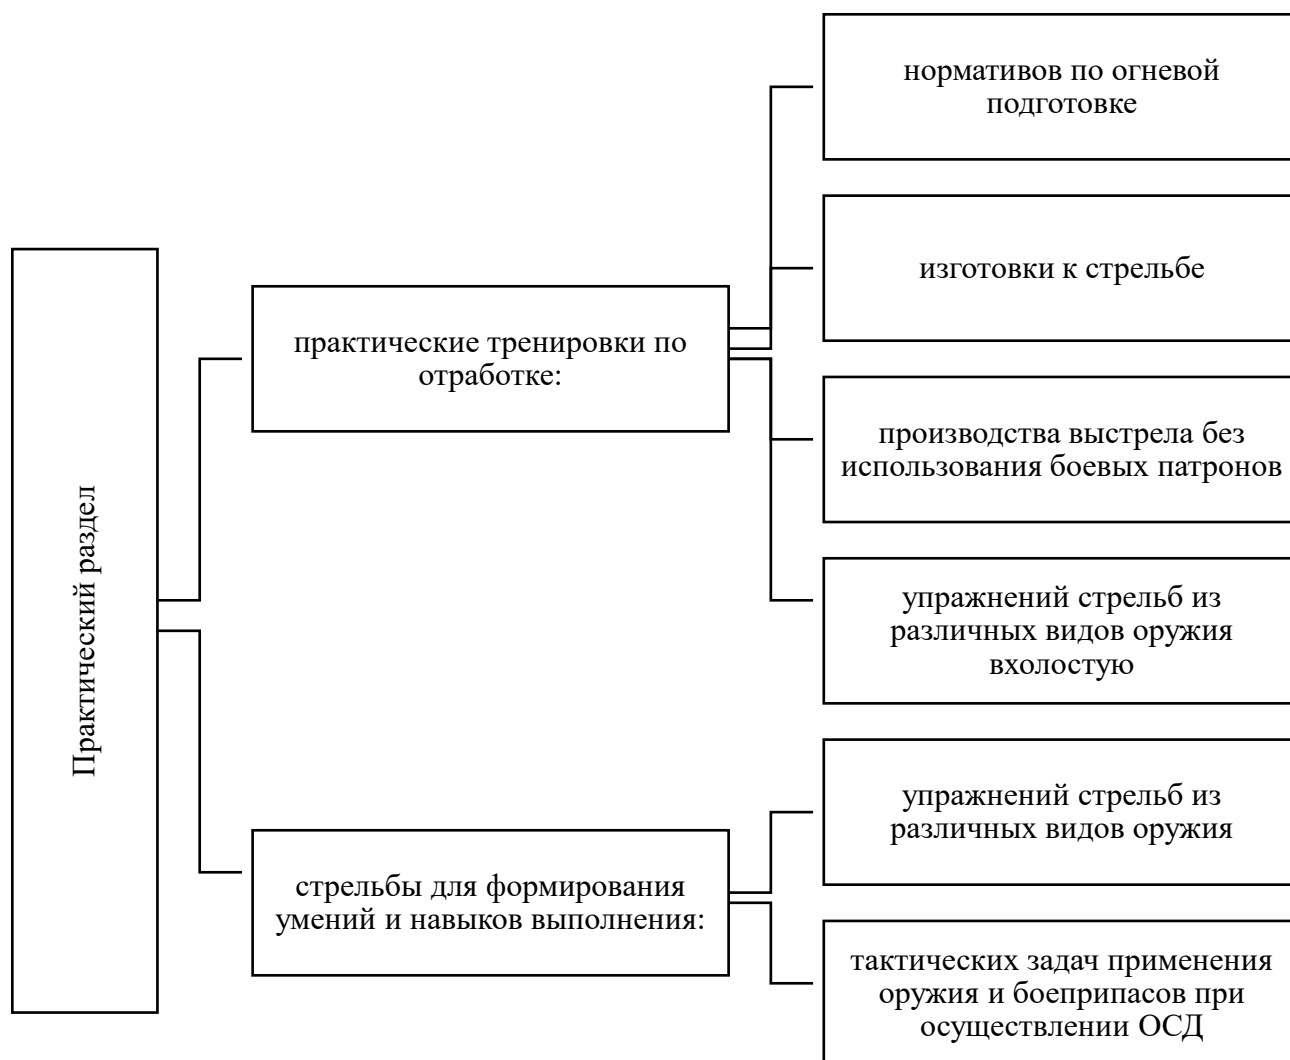 Практический раздел
практические тренировки по
отработке:
нормативов по огневой
подготовке
изготовки к стрельбе
производства выстрела без
использования боевых патронов
упражнений стрельб из
различных видов оружия
вхолостую
стрельбы для формирования
умений и навыков выполнения:
упражнений стрельб из
различных видов оружия
тактических задач применения
оружия и боеприпасов при
осуществлении ОСД